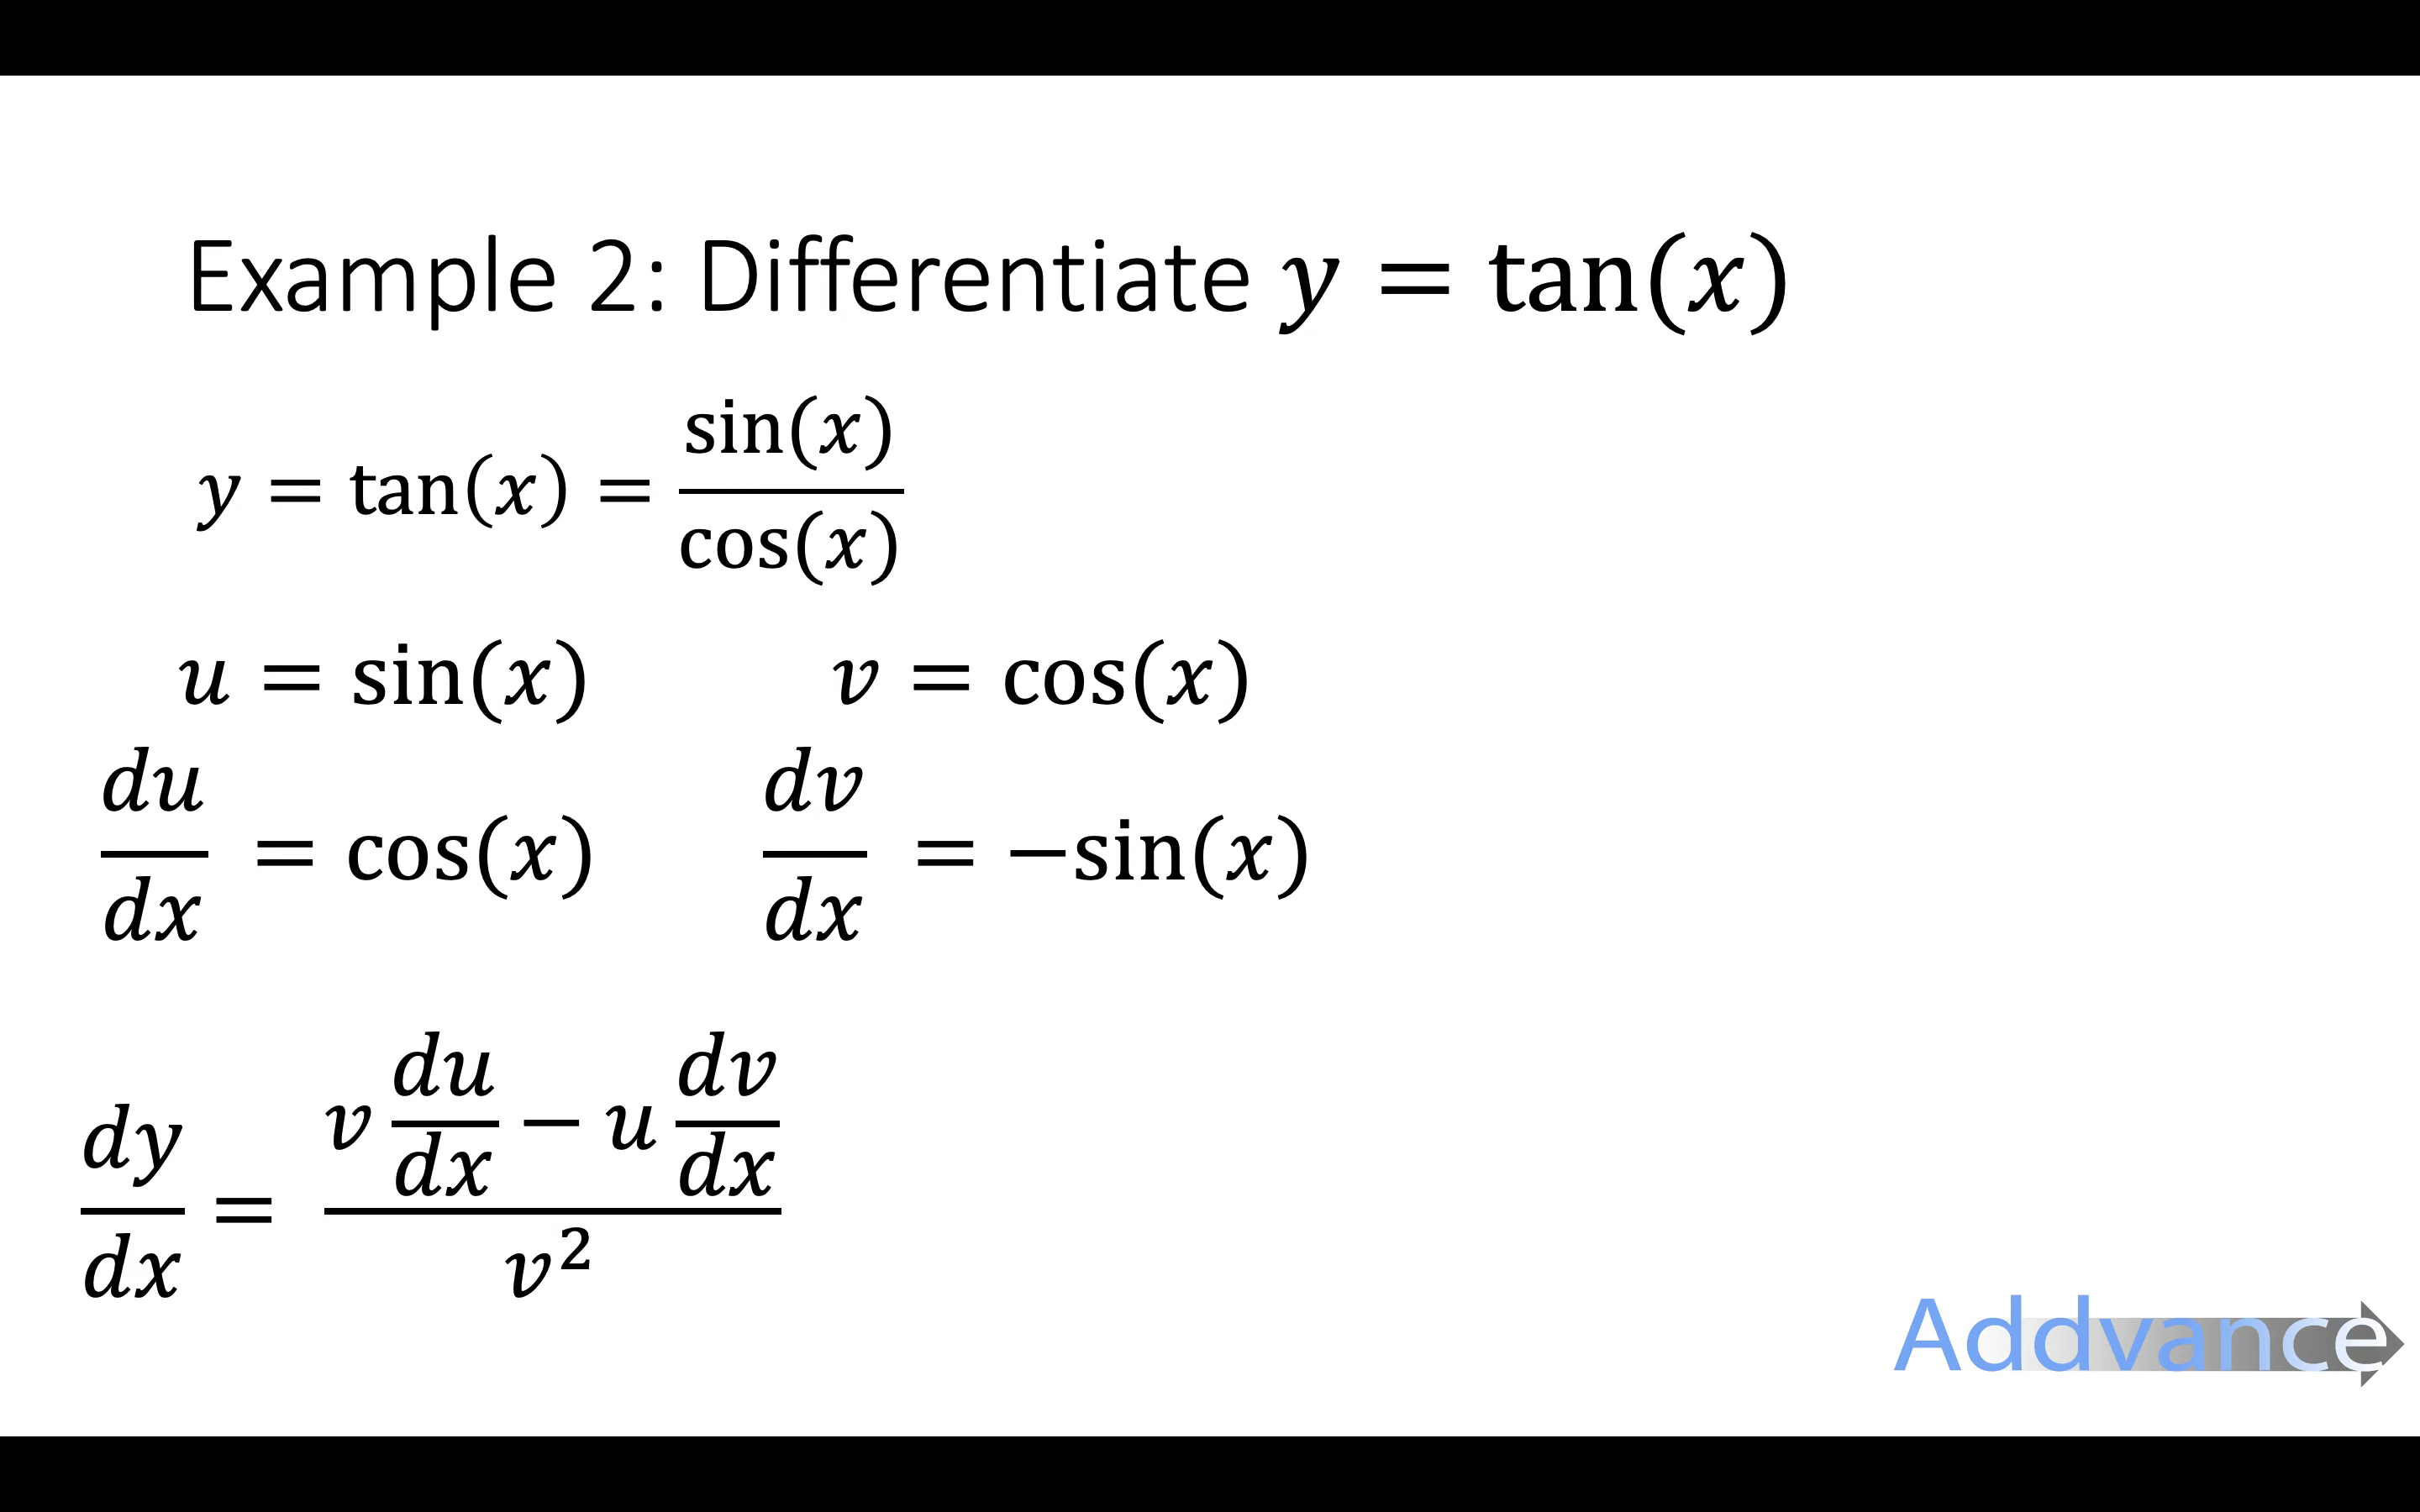 Example 2: Differentiate y = tan(x)
y = tan(x) = sin(x)/cos(x)
u = sin(x) v = cos(x)
du/dx = cos(x) dv/dx = −sin(x)
dy/dx = (v du/dx − u dv/dx)/v²
Addvance